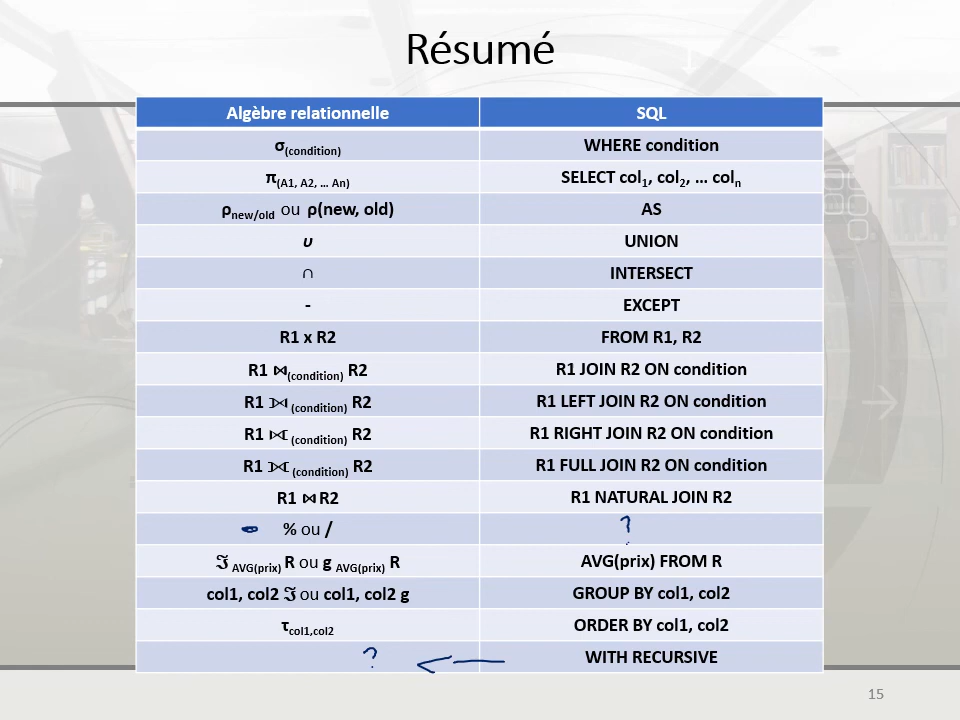 Résumé
Algèbre relationnelle SQL
σ(condition) WHERE condition
π(A1, A2, … An) SELECT col1, col2, … coln
ρnew/old ou ρ(new, old) AS
υ UNION
∩ INTERSECT
- EXCEPT
R1 x R2 FROM R1, R2
R1 ⋈(condition) R2 R1 JOIN R2 ON condition
R1 ⟕ (condition) R2 R1 LEFT JOIN R2 ON condition
R1 ⟖ (condition) R2 R1 RIGHT JOIN R2 ON condition
R1 ⟗ (condition) R2 R1 FULL JOIN R2 ON condition
R1 ⋈ R2 R1 NATURAL JOIN R2
% ou / ?
ℑ AVG(prix) R ou g AVG(prix) R AVG(prix) FROM R
col1, col2 ℑ ou col1, col2 g GROUP BY col1, col2
τcol1,col2 ORDER BY col1, col2
? ← WITH RECURSIVE
15